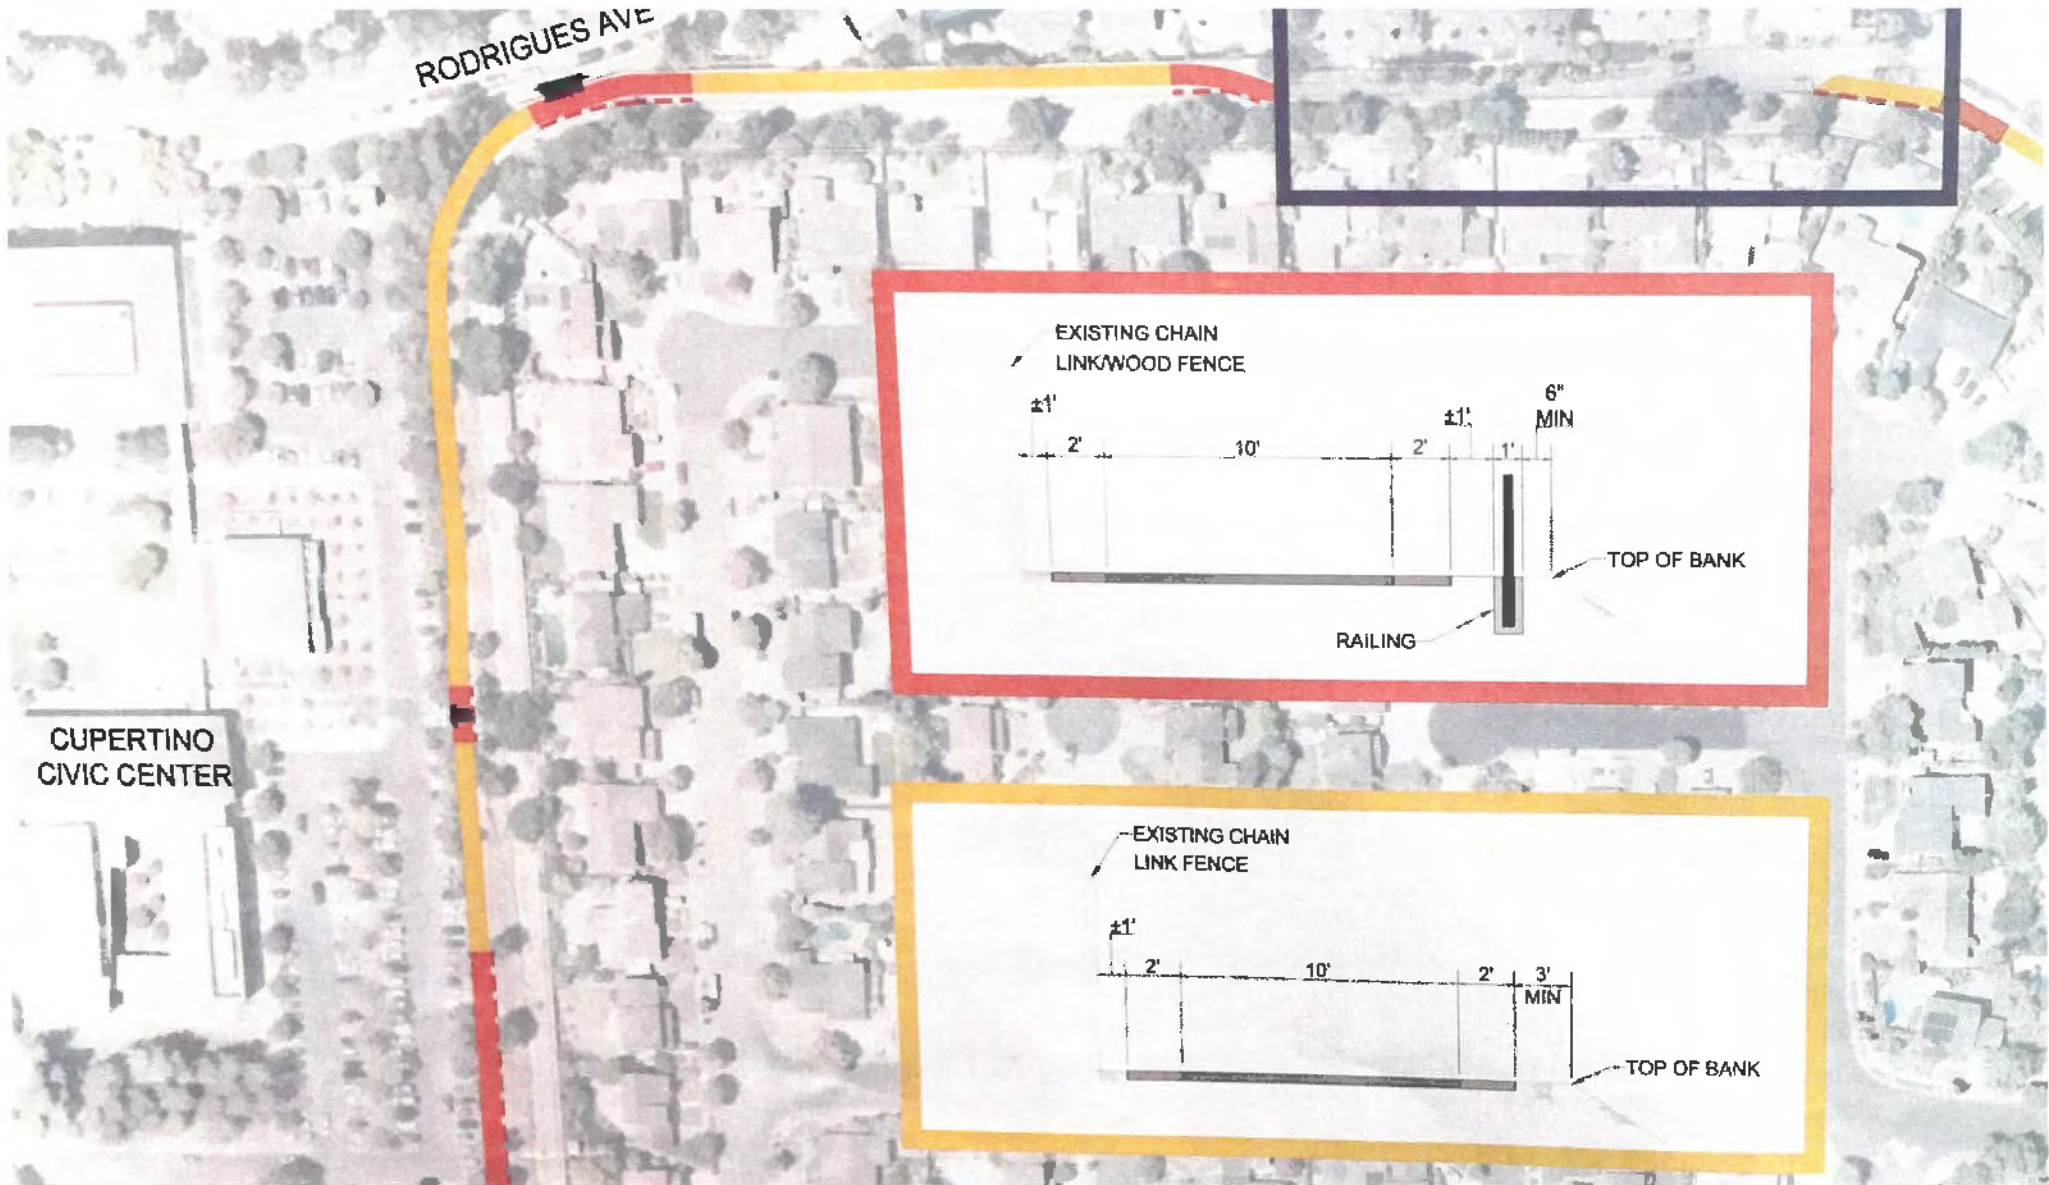 RODRIGUES AVE
EXISTING CHAIN
LINK/WOOD FENCE
±1'
2'
10'
2'
±1'
1'
6"
MIN
TOP OF BANK
RAILING
CUPERTINO
CIVIC CENTER
EXISTING CHAIN
LINK FENCE
±1'
2'
10'
2'
3'
MIN
TOP OF BANK